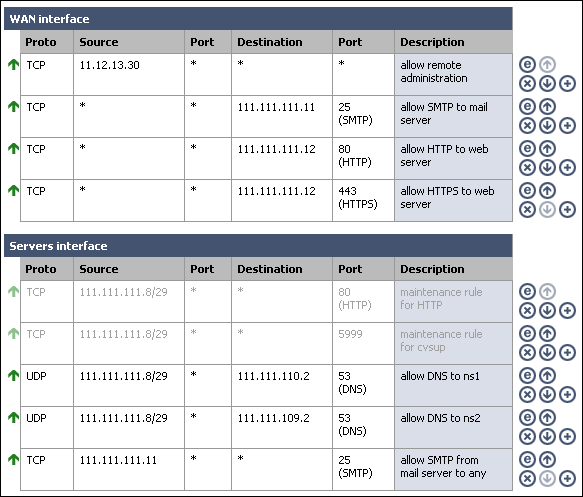 WAN interface
Proto Source Port Destination Port Description
TCP 11.12.13.30 * * * allow remote
administration
TCP * * 111.111.111.11 25 allow SMTP to mail
(SMTP) server
TCP * * 111.111.111.12 80 allow HTTP to web
(HTTP) server
TCP * * 111.111.111.12 443 allow HTTPS to web
(HTTPS) server
Servers interface
Proto Source Port Destination Port Description
TCP 111.111.111.8/29 * * 80 maintenance rule
(HTTP) for HTTP
TCP 111.111.111.8/29 * * 5999 maintenance rule
for cvsup
UDP 111.111.111.8/29 * 111.111.110.2 53 allow DNS to ns1
(DNS)
UDP 111.111.111.8/29 * 111.111.109.2 53 allow DNS to ns2
(DNS)
TCP 111.111.111.11 * * 25 allow SMTP from
(SMTP) mail server to any